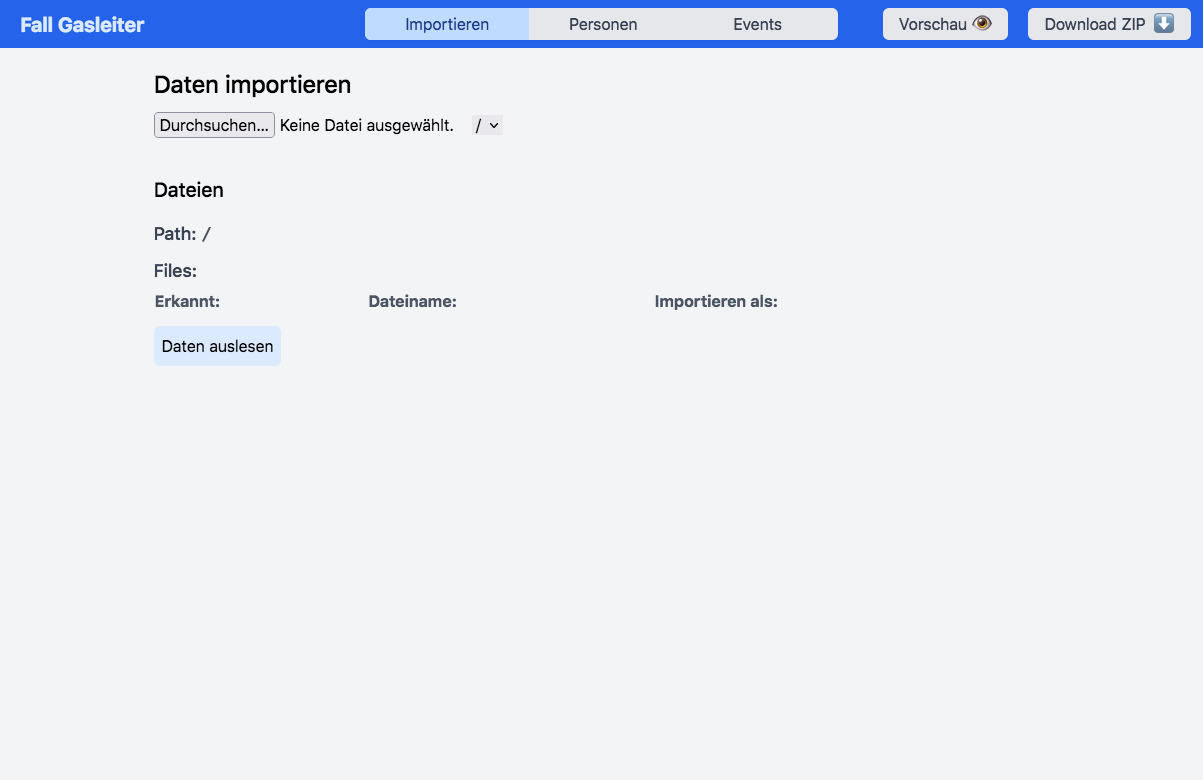 Fall Gasleiter
Importieren
Personen
Events
Vorschau 👁
Download ZIP ⬇
Daten importieren
Durchsuchen... Keine Datei ausgewählt. /
Dateien
Path: /
Files:
Erkannt: Dateiname: Importieren als:
Daten auslesen